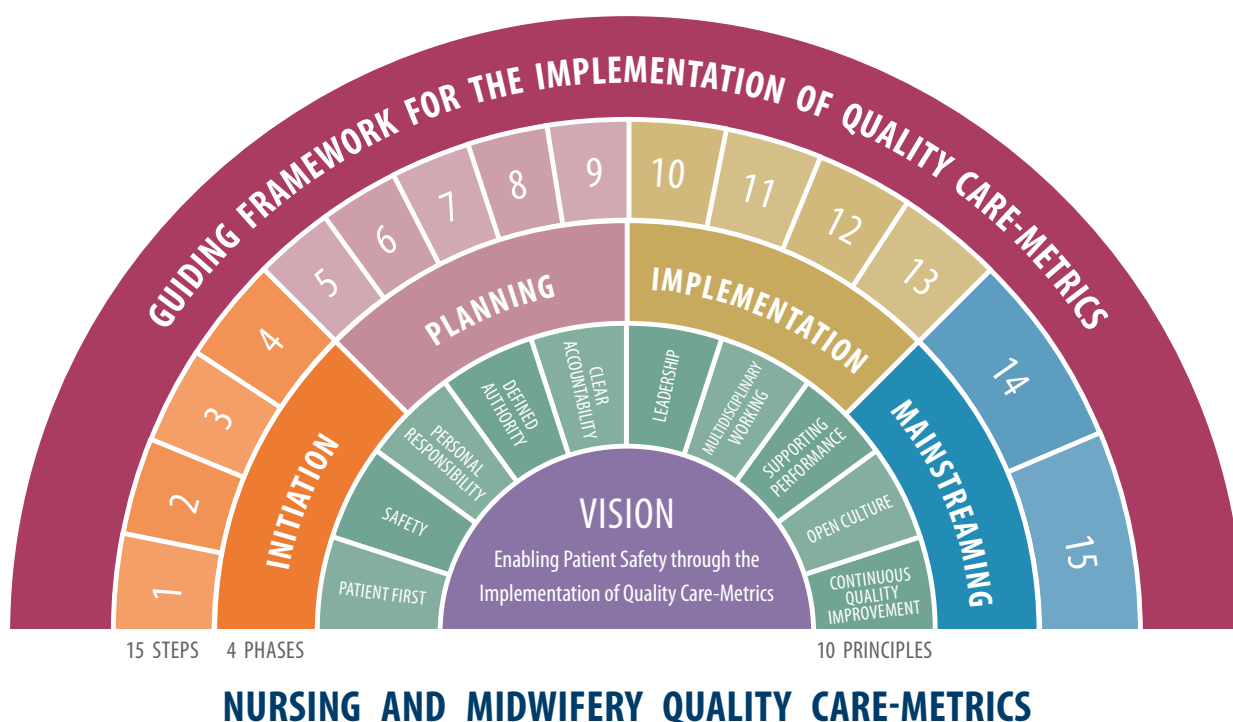 GUIDING FRAMEWORK FOR THE IMPLEMENTATION OF QUALITY CARE-METRICS
1
2
3
4
5
6
7
8
9
10
11
12
13
14
15
INITIATION
PLANNING
IMPLEMENTATION
MAINSTREAMING
PATIENT FIRST
SAFETY
PERSONAL
RESPONSIBILITY
DEFINED
AUTHORITY
CLEAR
ACCOUNTABILITY
LEADERSHIP
MULTIDISCIPLINARY
WORKING
SUPPORTING
PERFORMANCE
OPEN CULTURE
CONTINUOUS
QUALITY
IMPROVEMENT
VISION
Enabling Patient Safety through the
Implementation of Quality Care-Metrics
15 STEPS
4 PHASES
10 PRINCIPLES
NURSING AND MIDWIFERY QUALITY CARE-METRICS